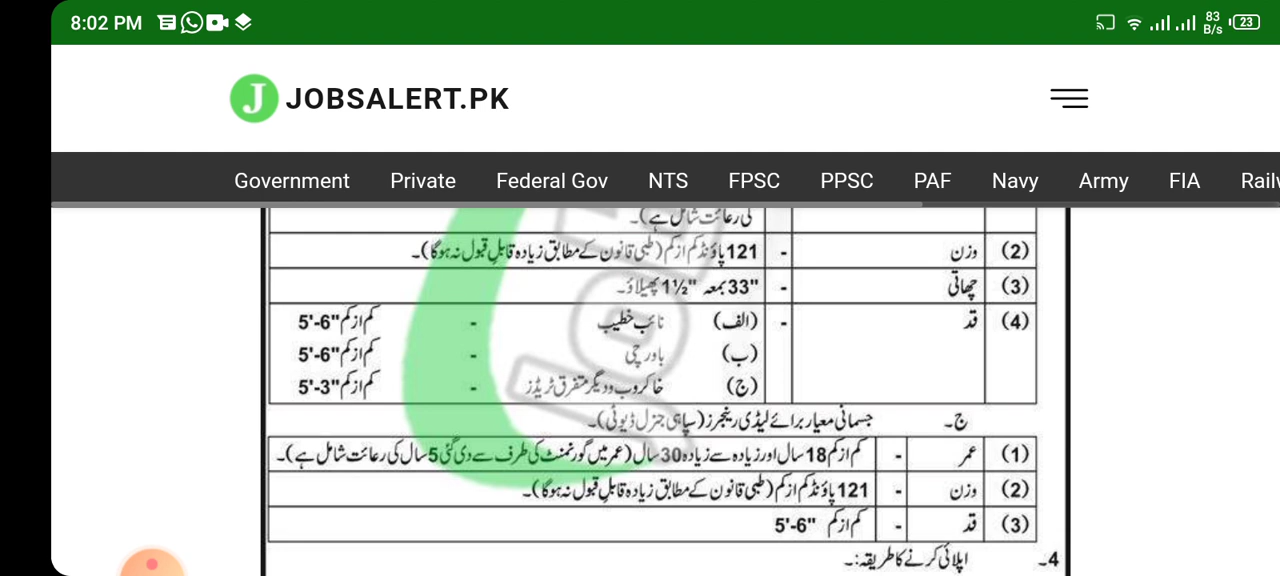 8:02 PM 83 B/s 23
J JOBSALERT.PK
Government Private Federal Gov NTS FPSC PPSC PAF Navy Army FIA Railw
کی رعائت شامل ہے)۔
(2) وزن - 121 پاؤنڈ کم از کم (طبی قانون کے مطابق زیادہ قابلِ قبول نہ ہوگا)۔
(3) چھاتی - 33" بمعہ 1½" پھیلاؤ۔
(4) قد - (الف) نائب خطیب - کم از کم 5'-6"
(ب) باورچی - کم از کم 5'-6"
(ج) خاکروب و دیگر متفرق ٹریڈز - کم از کم 5'-3"
ج۔ جسمانی معیار برائے لیڈی رینجرز (سپاہی جنرل ڈیوٹی)۔
(1) عمر - کم از کم 18 سال اور زیادہ سے زیادہ 30 سال (عمر میں گورنمنٹ کی طرف سے دی گئی 5 سال کی رعائت شامل ہے)۔
(2) وزن - 121 پاؤنڈ کم از کم (طبی قانون کے مطابق زیادہ قابلِ قبول نہ ہوگا)۔
(3) قد - کم از کم 5'-6"
4۔ اپلائی کرنے کا طریقہ:۔